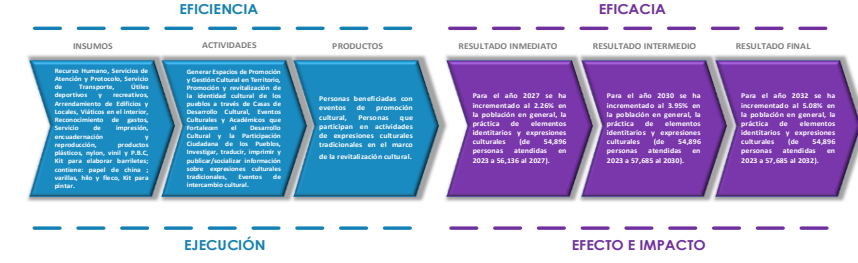 EFICIENCIA
EFICACIA
INSUMOS
ACTIVIDADES
PRODUCTOS
RESULTADO INMEDIATO
RESULTADO INTERMEDIO
RESULTADO FINAL
Recurso Humano, Servicios de
Atención y Protocolo, Servicio
de Transporte, Útiles
deportivos y recreativos,
Arrendamiento de Edificios y
Locales, Viáticos en el interior,
Reconocimiento de gastos,
Servicio de impresión,
encuadernación y
reproducción, productos
plásticos, nylon, vinil y P.B.C,
Kit para elaborar barriletes;
contiene: papel de china ;
varillas, hilo y fleco, Kit para
pintar.
Generar Espacios de Promoción
y Gestión Cultural en Territorio,
Promoción y revitalización de
la identidad cultural de los
pueblos a través de Casas de
Desarrollo Cultural, Eventos
Culturales y Académicos que
Fortalecen el Desarrollo
Cultural y la Participación
Ciudadana de los Pueblos,
Investigar, traducir, imprimir y
publicar/socializar información
sobre expresiones culturales
tradicionales, Eventos de
intercambio cultural.
Personas beneficiadas con
eventos de promoción
cultural, Personas que
participan en actividades
de expresiones culturales
tradicionales en el marco
de la revitalización cultural.
Para el año 2027 se ha
incrementado al 2.26% en
la población en general, la
práctica de elementos
identitarios y expresiones
culturales (de 54,896
personas atendidas en
2023 a 56,136 al 2027).
Para el año 2030 se ha
incrementado al 3.95% en
la población en general, la
práctica de elementos
identitarios y expresiones
culturales (de 54,896
personas atendidas en
2023 a 57,685 al 2030).
Para el año 2032 se ha
incrementado al 5.08% en
la población en general, la
práctica de elementos
identitarios y expresiones
culturales (de 54,896
personas atendidas en
2023 a 57,685 al 2032).
EJECUCIÓN
EFECTO E IMPACTO